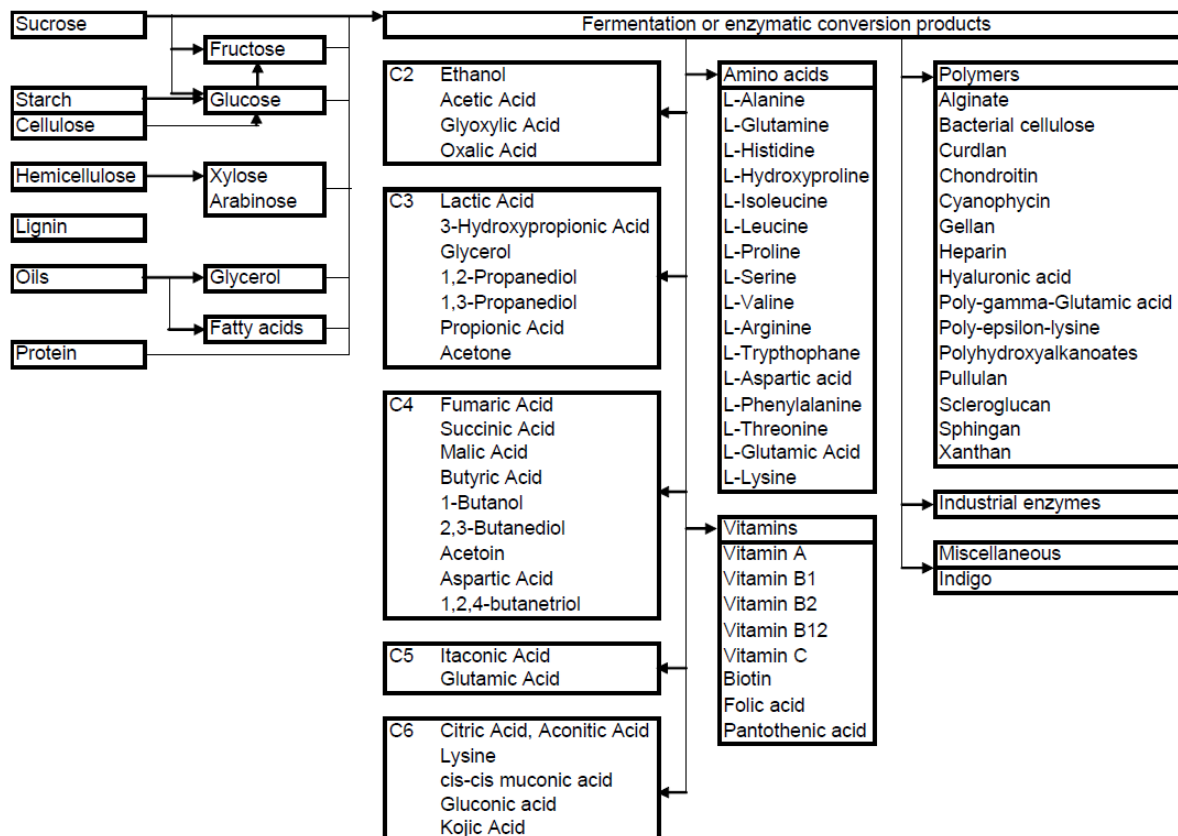 Sucrose
Fructose
Starch
Glucose
Cellulose
Hemicellulose
Xylose
Arabinose
Lignin
Oils
Glycerol
Fatty acids
Protein
Fermentation or enzymatic conversion products
C2 Ethanol
Acetic Acid
Glyoxylic Acid
Oxalic Acid
C3 Lactic Acid
3-Hydroxypropionic Acid
Glycerol
1,2-Propanediol
1,3-Propanediol
Propionic Acid
Acetone
C4 Fumaric Acid
Succinic Acid
Malic Acid
Butyric Acid
1-Butanol
2,3-Butanediol
Acetoin
Aspartic Acid
1,2,4-butanetriol
C5 Itaconic Acid
Glutamic Acid
C6 Citric Acid, Aconitic Acid
Lysine
cis-cis muconic acid
Gluconic acid
Kojic Acid
Amino acids
L-Alanine
L-Glutamine
L-Histidine
L-Hydroxyproline
L-Isoleucine
L-Leucine
L-Proline
L-Serine
L-Valine
L-Arginine
L-Trypthophane
L-Aspartic acid
L-Phenylalanine
L-Threonine
L-Glutamic Acid
L-Lysine
Vitamins
Vitamin A
Vitamin B1
Vitamin B2
Vitamin B12
Vitamin C
Biotin
Folic acid
Pantothenic acid
Polymers
Alginate
Bacterial cellulose
Curdlan
Chondroitin
Cyanophycin
Gellan
Heparin
Hyaluronic acid
Poly-gamma-Glutamic acid
Poly-epsilon-lysine
Polyhydroxyalkanoates
Pullulan
Scleroglucan
Sphingan
Xanthan
Industrial enzymes
Miscellaneous
Indigo